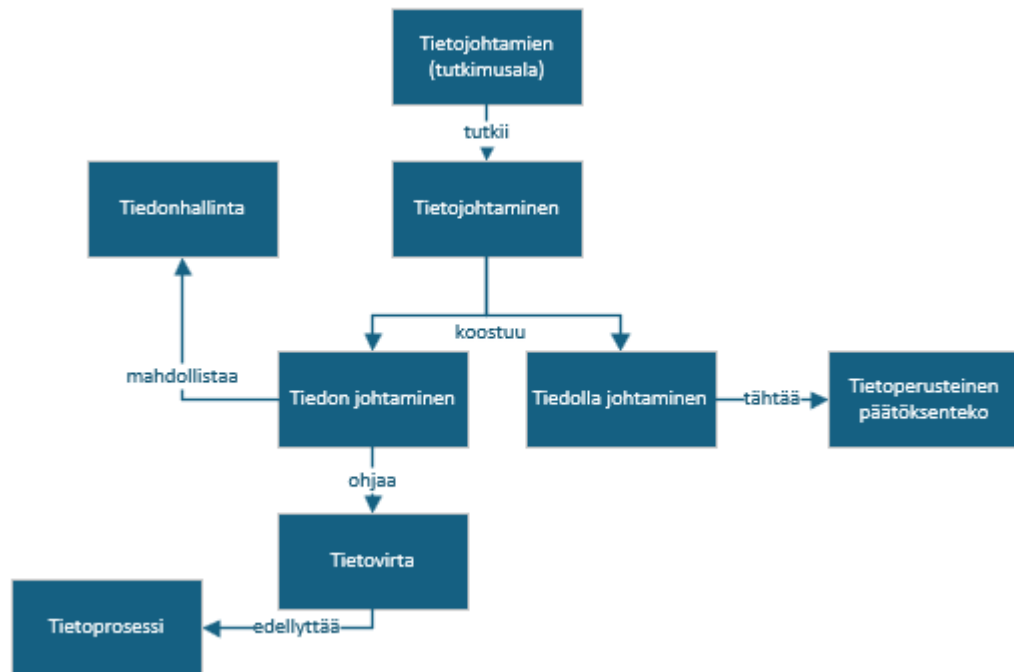 Tietojohtamien
(tutkimusala)
tutkii
Tiedonhallinta
Tietojohtaminen
koostuu
mahdollistaa
Tiedon johtaminen
Tiedolla johtaminen
tähtää
Tietoperusteinen
päätöksenteko
ohjaa
Tietovirta
Tietoprosessi
edellyttää